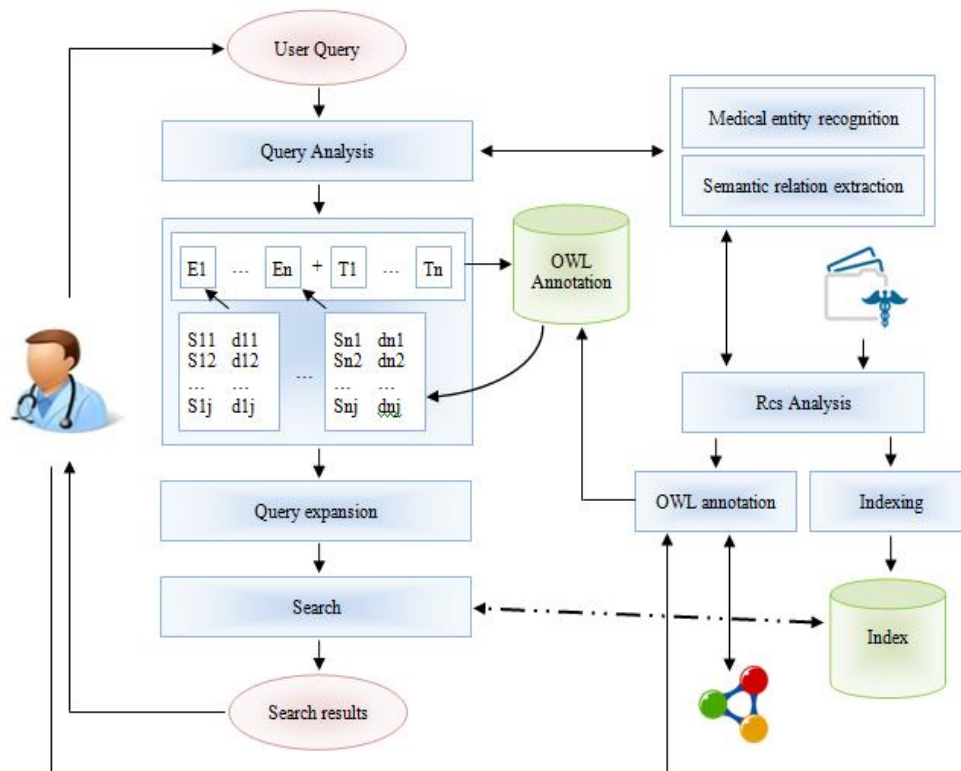 User Query
Query Analysis
Medical entity recognition
Semantic relation extraction
E1 ... En + T1 ... Tn
OWL
Annotation
S11 d11
S12 d12
... ...
S1j d1j
...
Sn1 dn1
Sn2 dn2
... ...
Snj dnj
Rcs Analysis
Query expansion
OWL annotation
Indexing
Search
Index
Search results